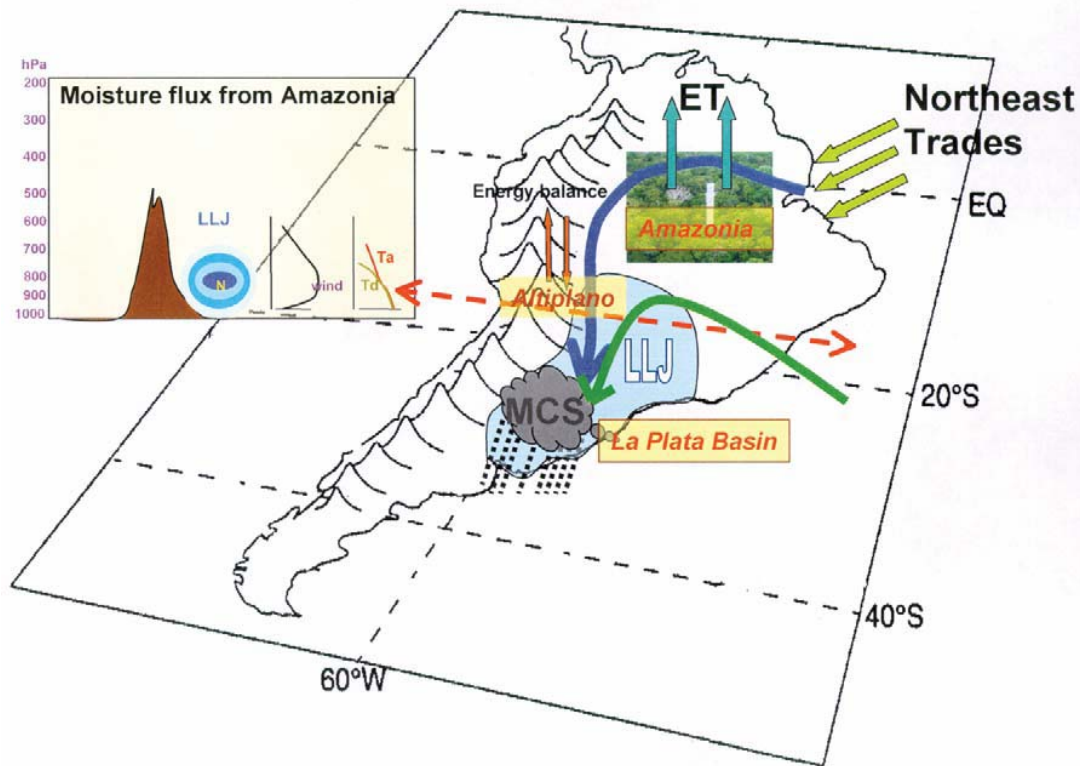 hPa
200
300
400
500
600
700
800
900
1000
Moisture flux from Amazonia
LLJ
N
wind
Ta
Td
ET
Northeast
Trades
EQ
Energy balance
Amazonia
Altiplano
LLJ
MCS
La Plata Basin
20°S
40°S
60°W